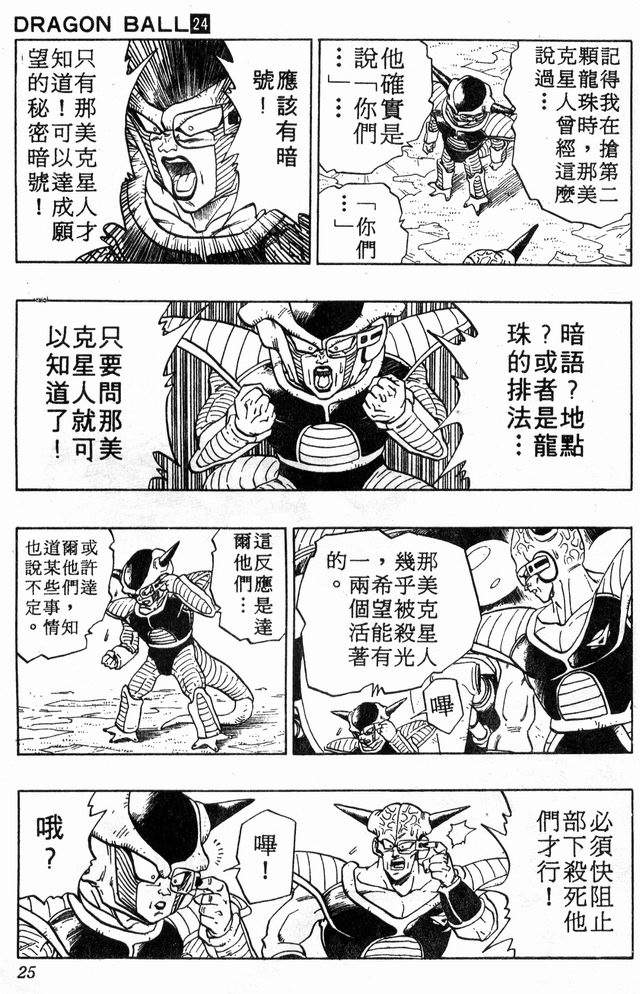 DRAGON BALL 24
記得我在搶第二
顆龍珠時，那美
克星人曾經這麼
說過…
他確實是
說「你們
…」
「你們
…」
應該有暗
號！
只有那美克星人才
知道！可以達成願
望的秘密暗號！
暗語？地點
？或者是龍
珠的排法…
只要問那美
克星人就可
以知道了！
那美克星人
幾乎被殺光
，希望能有
一兩個活著
的。
嗶
這反應是達
爾他們…
或許達
爾他們，知
道某些事情
也說不定。
必須快阻止
部下殺死他
們才行！
嗶！
哦？
25